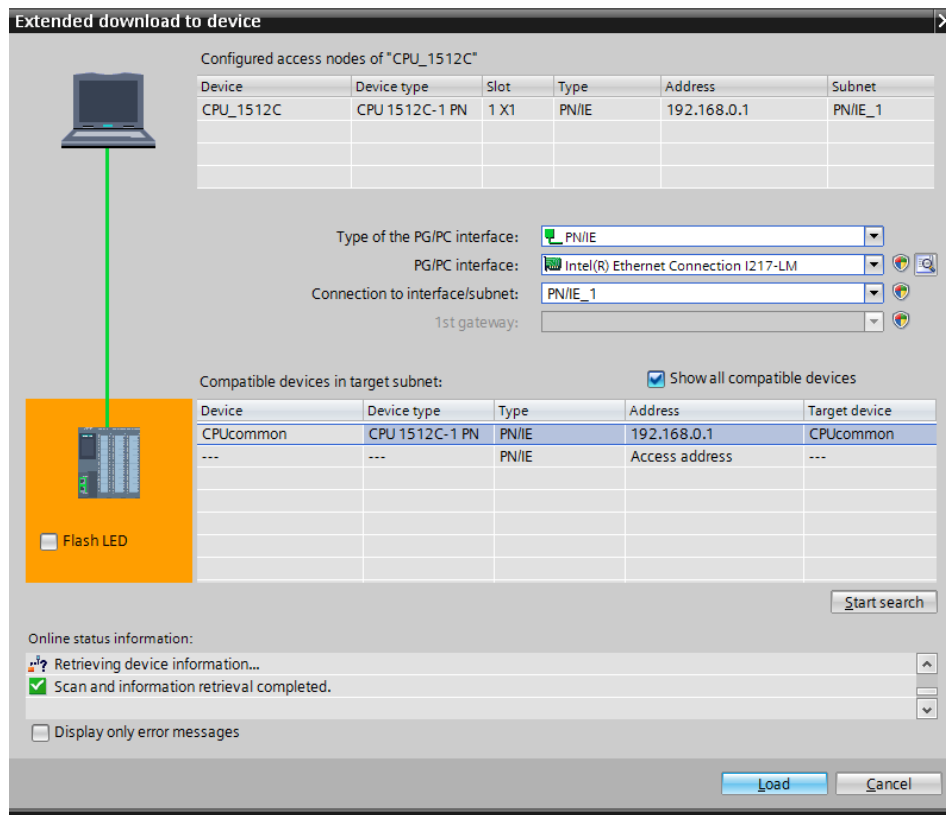 Extended download to device
Configured access nodes of "CPU_1512C"
Device Device type Slot Type Address Subnet
CPU_1512C CPU 1512C-1 PN 1 X1 PN/IE 192.168.0.1 PN/IE_1
Type of the PG/PC interface: PN/IE
PG/PC interface: Intel(R) Ethernet Connection I217-LM
Connection to interface/subnet: PN/IE_1
1st gateway:
Compatible devices in target subnet: Show all compatible devices
Device Device type Type Address Target device
CPUcommon CPU 1512C-1 PN PN/IE 192.168.0.1 CPUcommon
--- --- PN/IE Access address ---
Flash LED
Start search
Online status information:
Retrieving device information...
Scan and information retrieval completed.
Display only error messages
Load Cancel